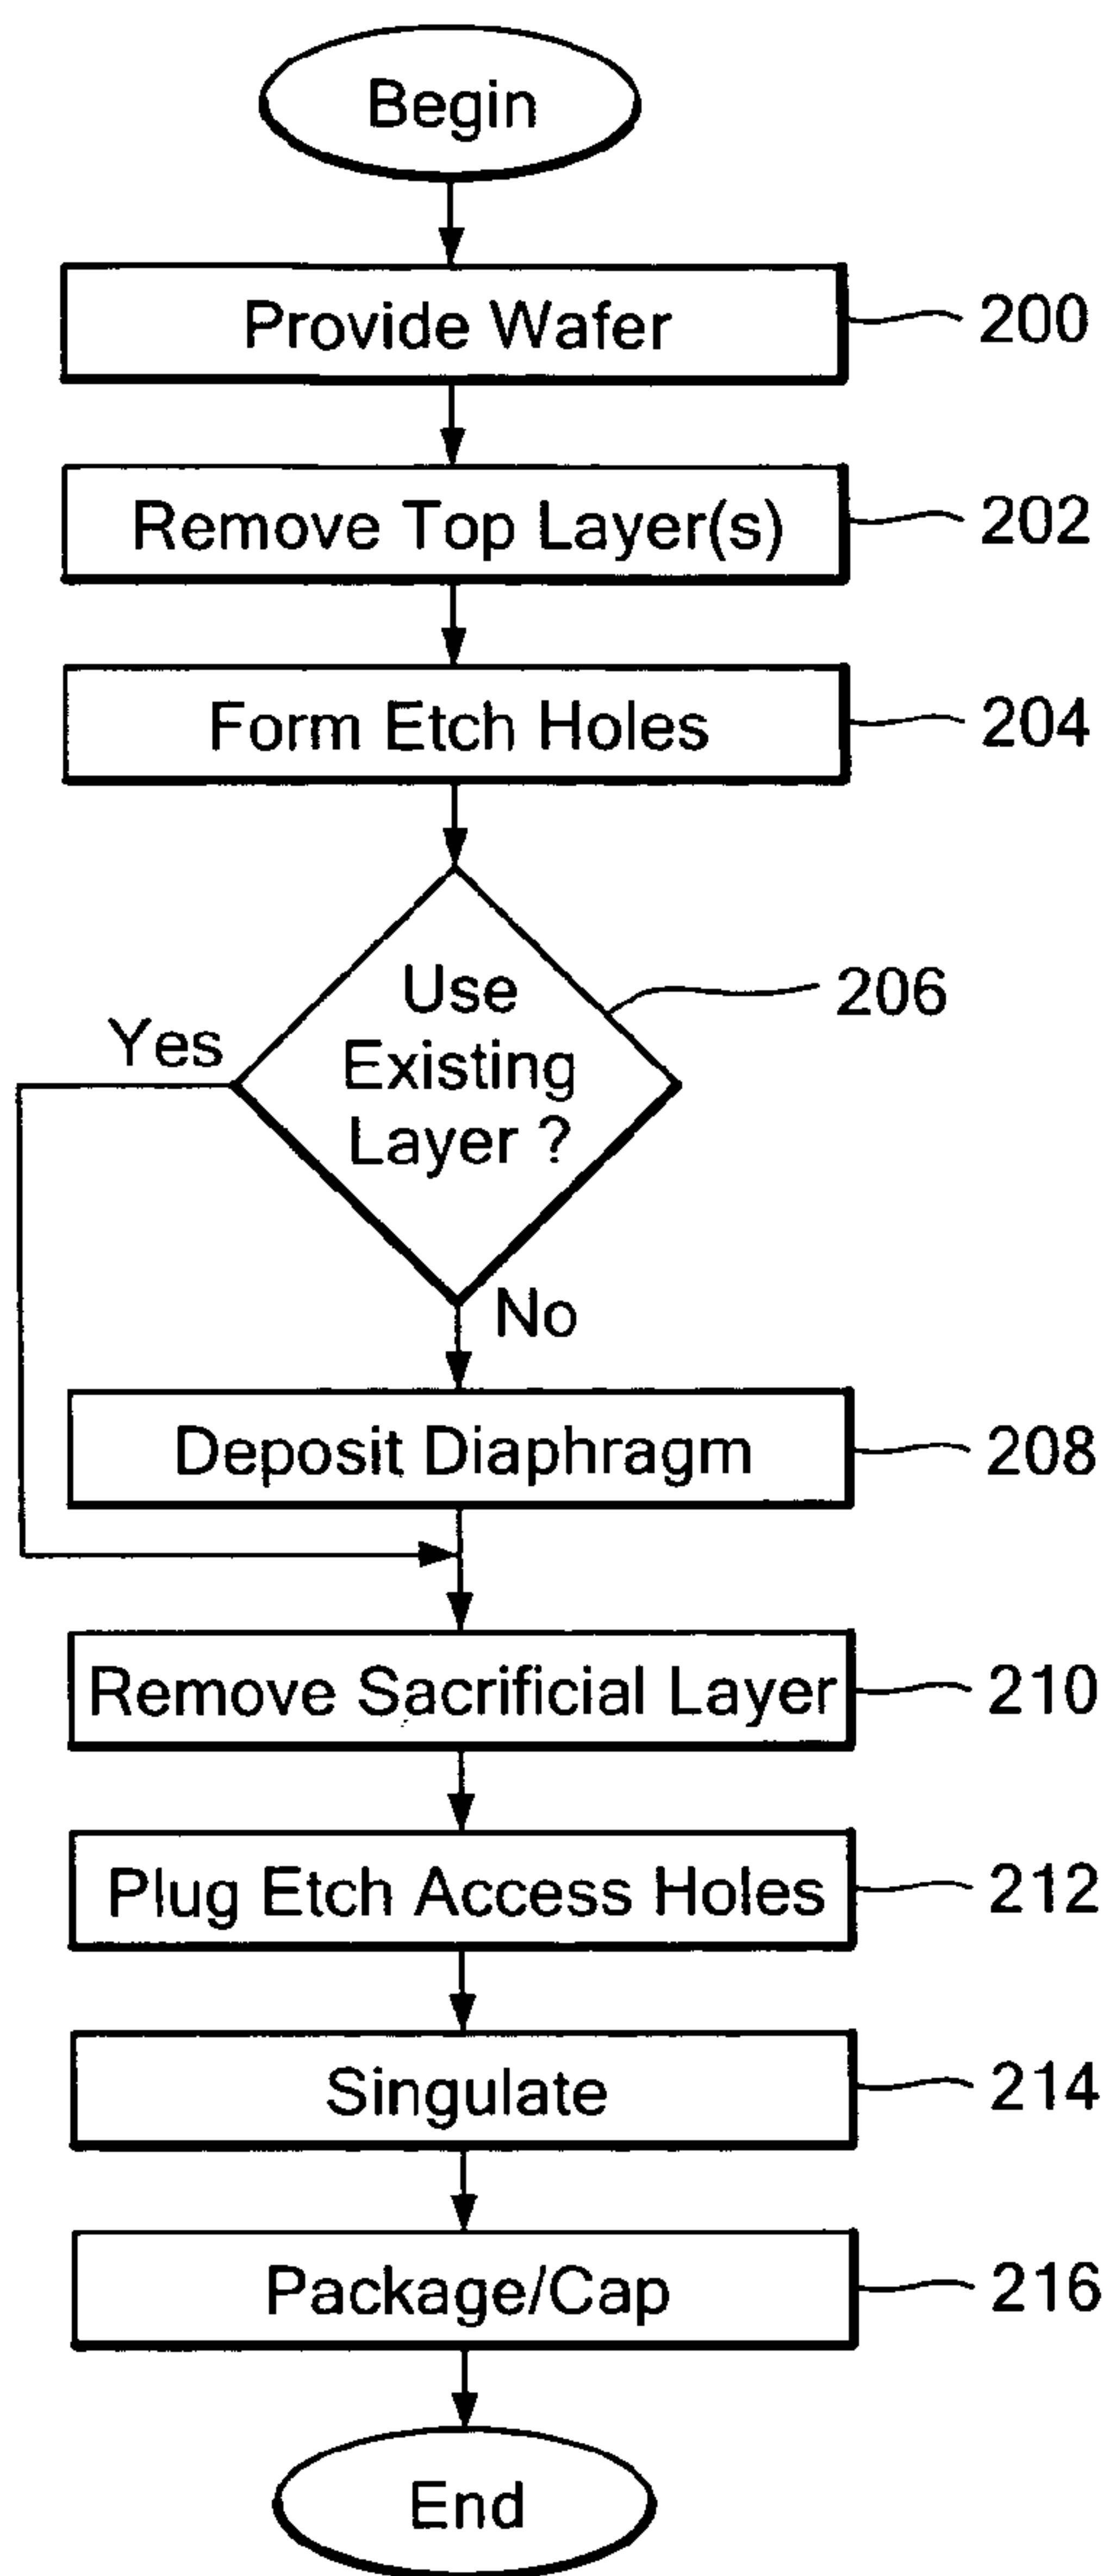 Begin
Provide Wafer
200
Remove Top Layer(s)
202
Form Etch Holes
204
Use
Existing
Layer ?
206
Yes
No
Deposit Diaphragm
208
Remove Sacrificial Layer
210
Plug Etch Access Holes
212
Singulate
214
Package/Cap
216
End